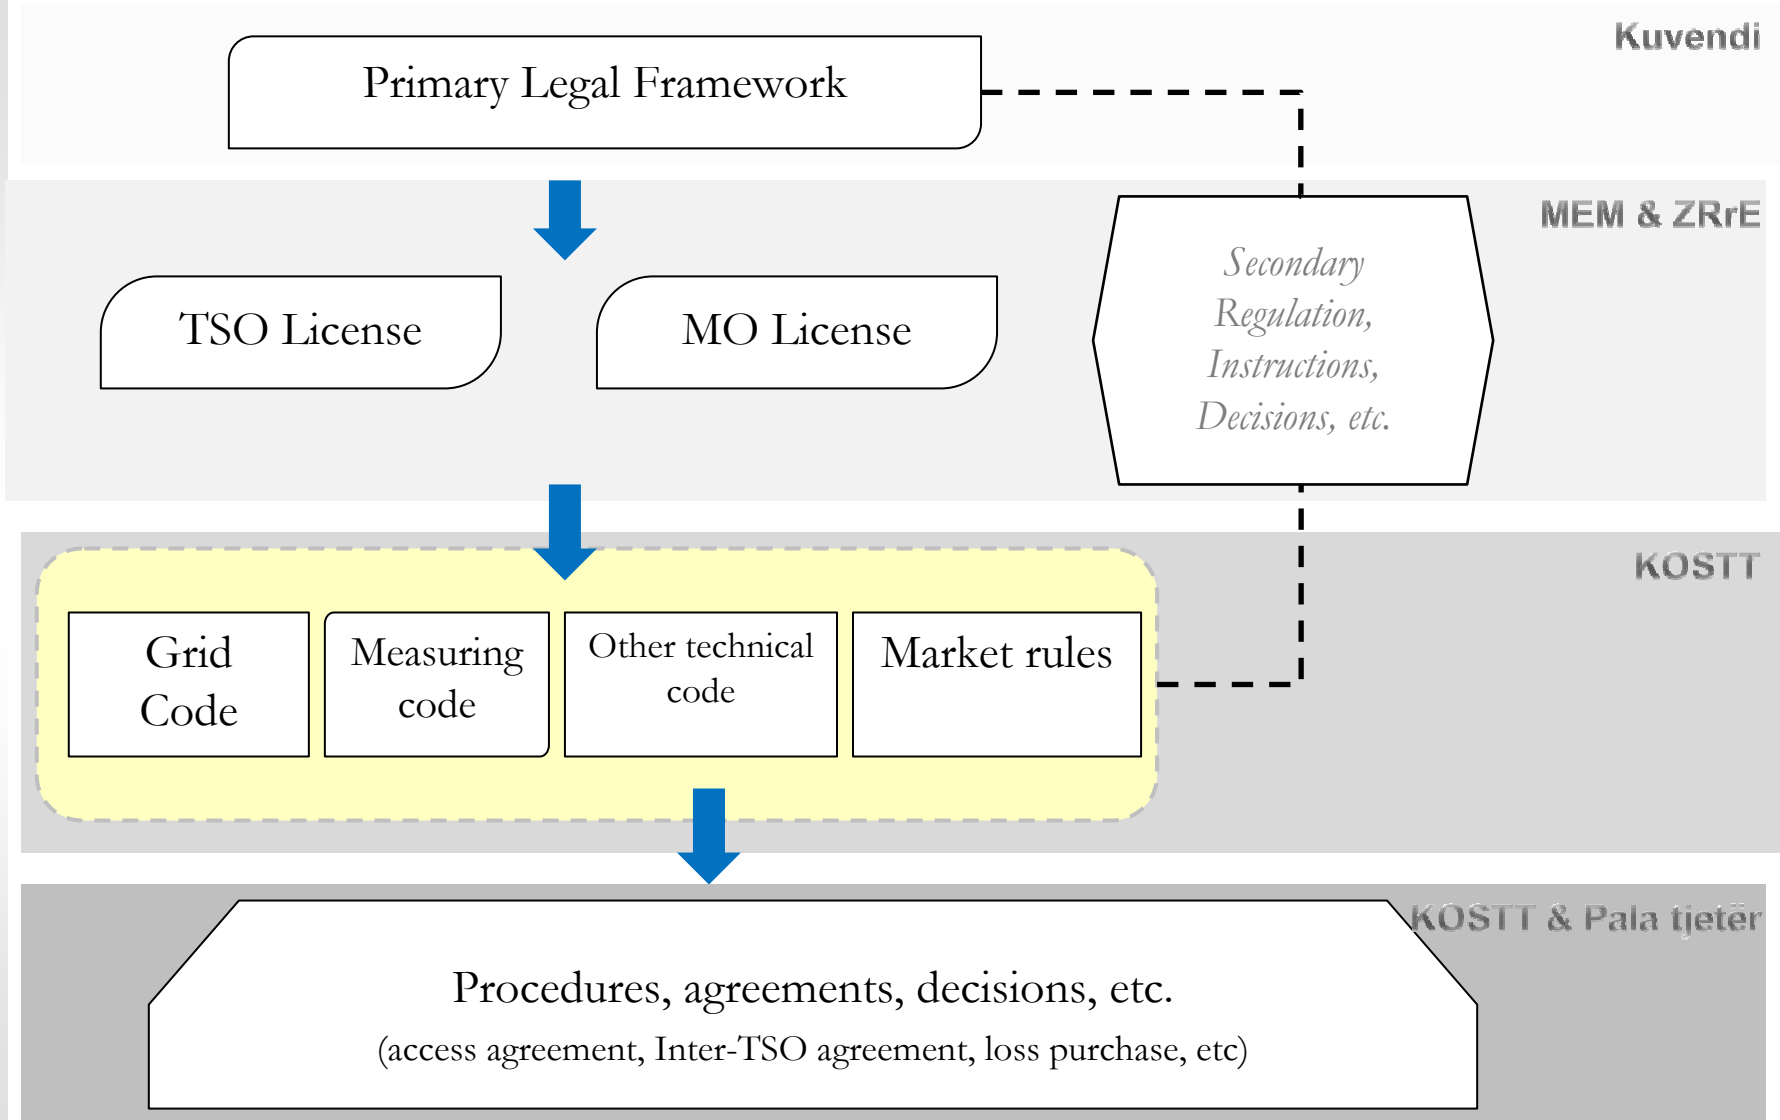 Kuvendi
Primary Legal Framework
MEM & ZRrE
TSO License
MO License
Secondary
Regulation,
Instructions,
Decisions, etc.
KOSTT
Grid
Code
Measuring
code
Other technical
code
Market rules
KOSTT & Pala tjetër
Procedures, agreements, decisions, etc.
(access agreement, Inter-TSO agreement, loss purchase, etc)